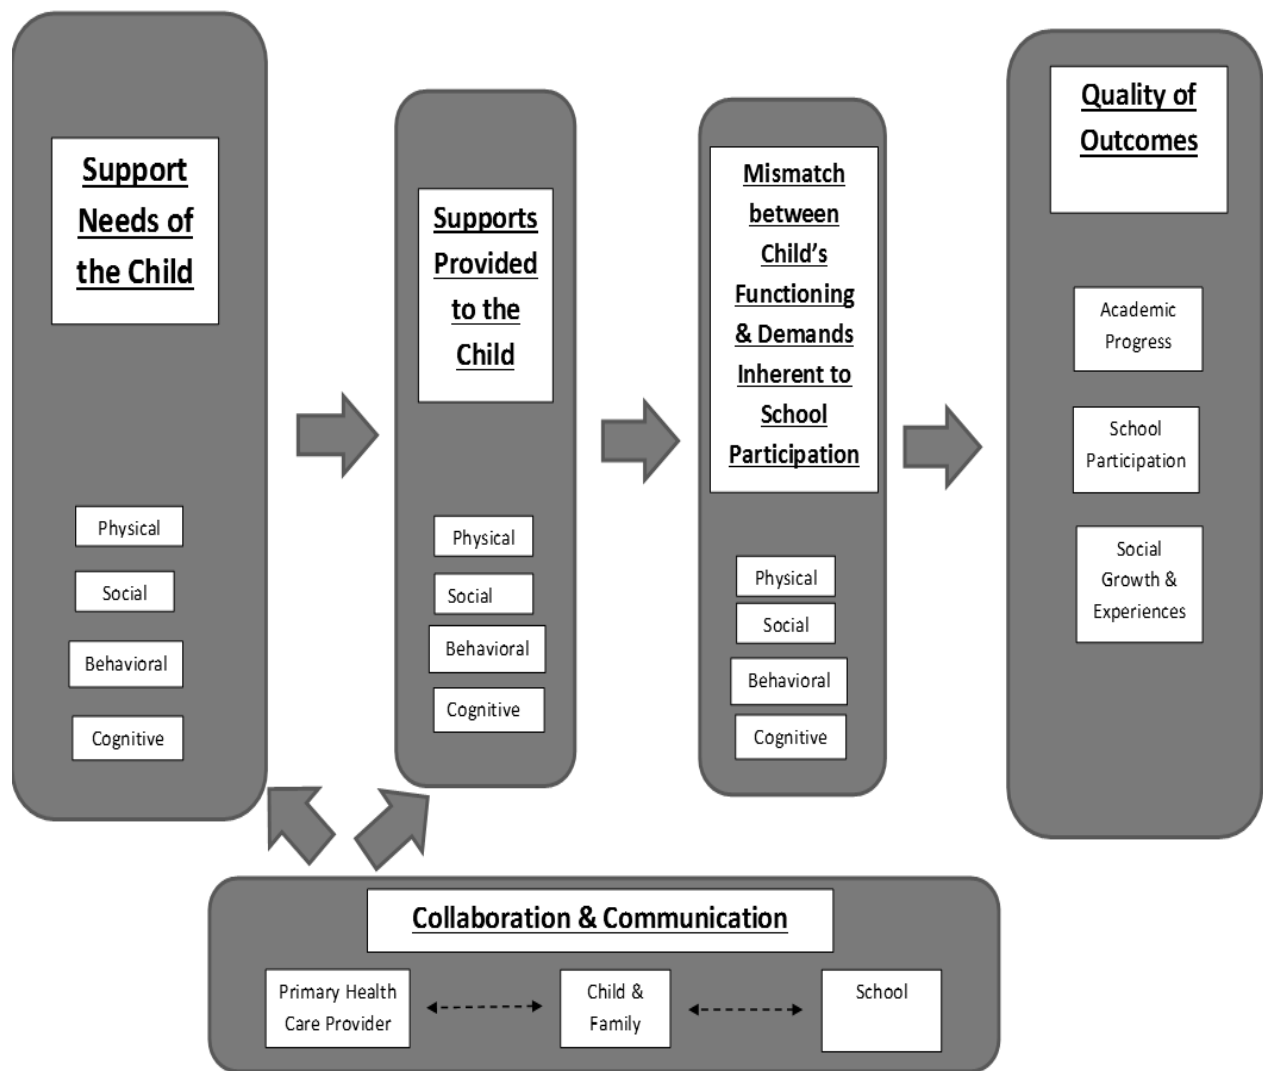 Support
Needs of
the Child
Physical
Social
Behavioral
Cognitive
Supports
Provided
to the
Child
Physical
Social
Behavioral
Cognitive
Mismatch
between
Child’s
Functioning
& Demands
Inherent to
School
Participation
Physical
Social
Behavioral
Cognitive
Quality of
Outcomes
Academic
Progress
School
Participation
Social
Growth &
Experiences
Collaboration & Communication
Primary Health
Care Provider
Child &
Family
School